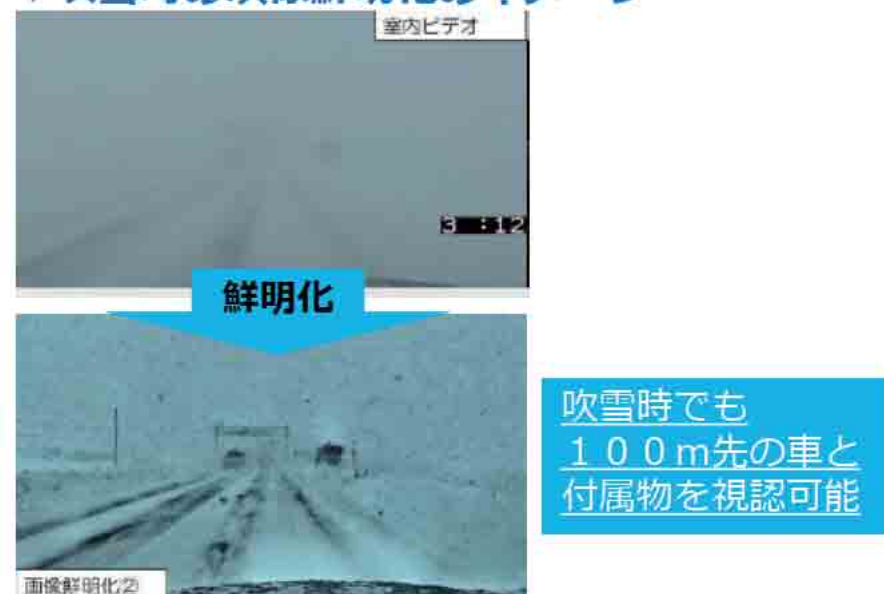 室内ビデオ
3 :12
鮮明化
吹雪時でも
１００ｍ先の車と
付属物を視認可能
画像鮮明化②